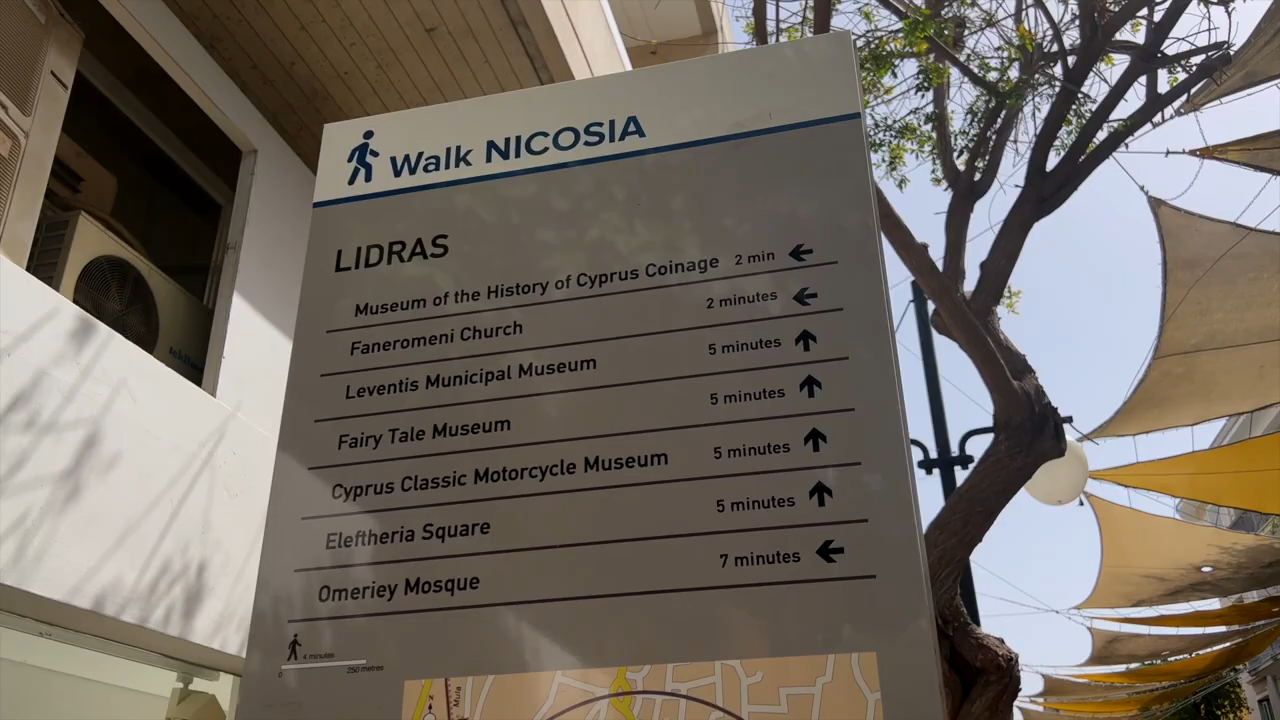 Walk NICOSIA
LIDRAS
Museum of the History of Cyprus Coinage 2 min
Faneromeni Church 2 minutes
Leventis Municipal Museum 5 minutes
Fairy Tale Museum 5 minutes
Cyprus Classic Motorcycle Museum 5 minutes
Eleftheria Square 5 minutes
Omeriey Mosque 7 minutes
4 minutes
0 250 metres